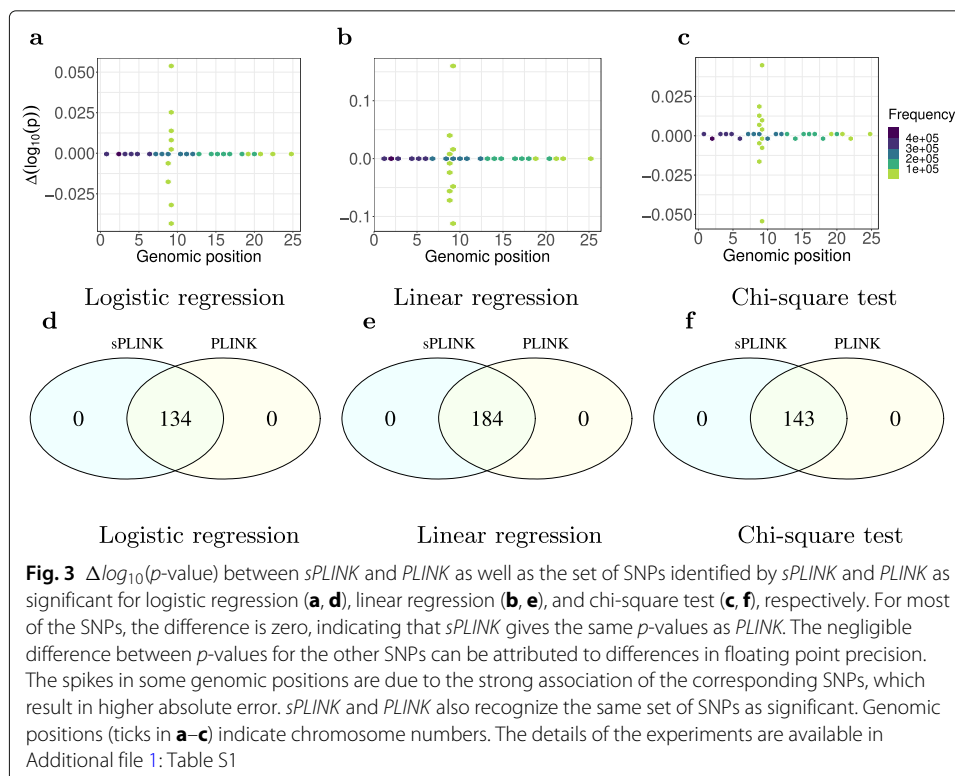 a
b
c
Δ(log10(p))
0.050
0.025
0.000
−0.025
0 5 10 15 20 25
Genomic position
0.1
0.0
−0.1
0 5 10 15 20 25
Genomic position
0.025
0.000
−0.025
−0.050
0 5 10 15 20 25
Genomic position
Frequency
4e+05
3e+05
2e+05
1e+05
Logistic regression
Linear regression
Chi-square test
d
e
f
sPLINK PLINK
0 134 0
sPLINK PLINK
0 184 0
sPLINK PLINK
0 143 0
Logistic regression
Linear regression
Chi-square test
Fig. 3 Δlog10(p-value) between sPLINK and PLINK as well as the set of SNPs identified by sPLINK and PLINK as
significant for logistic regression (a, d), linear regression (b, e), and chi-square test (c, f), respectively. For most
of the SNPs, the difference is zero, indicating that sPLINK gives the same p-values as PLINK. The negligible
difference between p-values for the other SNPs can be attributed to differences in floating point precision.
The spikes in some genomic positions are due to the strong association of the corresponding SNPs, which
result in higher absolute error. sPLINK and PLINK also recognize the same set of SNPs as significant. Genomic
positions (ticks in a–c) indicate chromosome numbers. The details of the experiments are available in
Additional file 1: Table S1